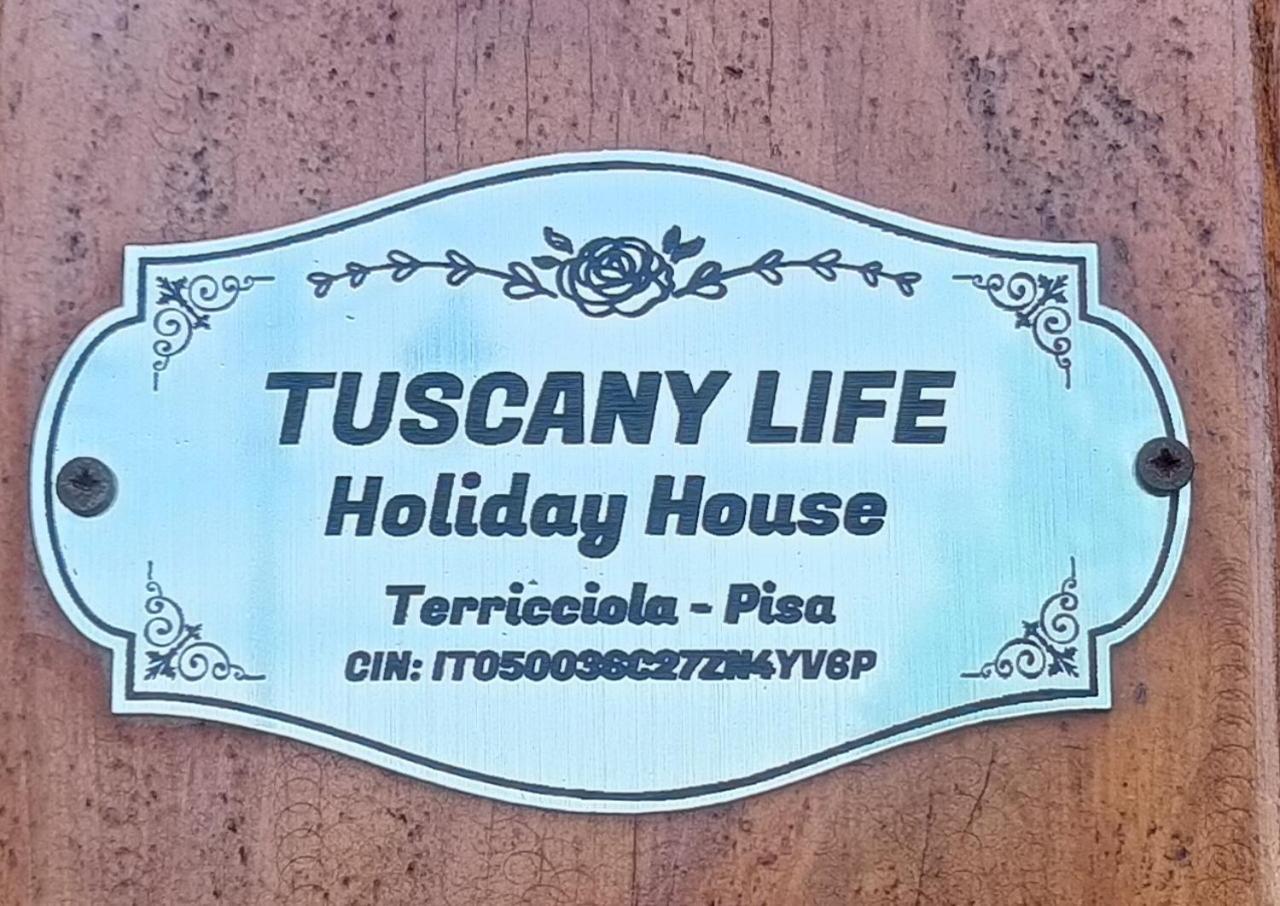 TUSCANY LIFE
Holiday House
Terricciola - Pisa
CIN: IT050036C27ZN4YV6P